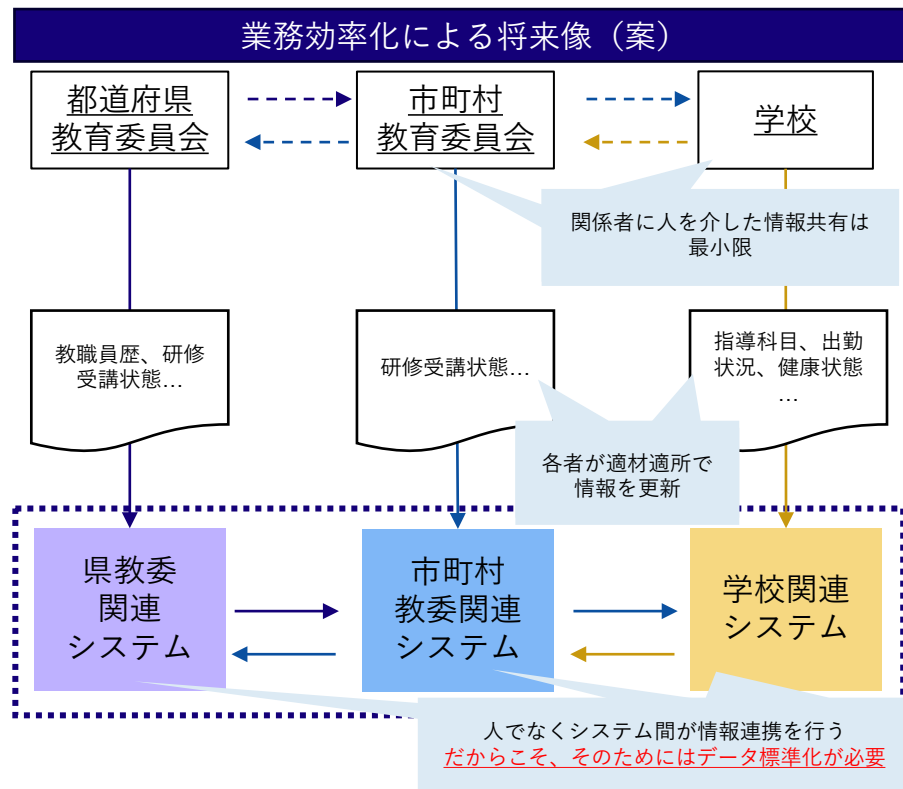 業務効率化による将来像（案）
都道府県
教育委員会
市町村
教育委員会
学校
関係者に人を介した情報共有は
最小限
教職員歴、研修
受講状態…
研修受講状態…
指導科目、出勤
状況、健康状態
…
各者が適材適所で
情報を更新
県教委
関連
システム
市町村
教委関連
システム
学校関連
システム
人でなくシステム間が情報連携を行う
だからこそ、そのためにはデータ標準化が必要